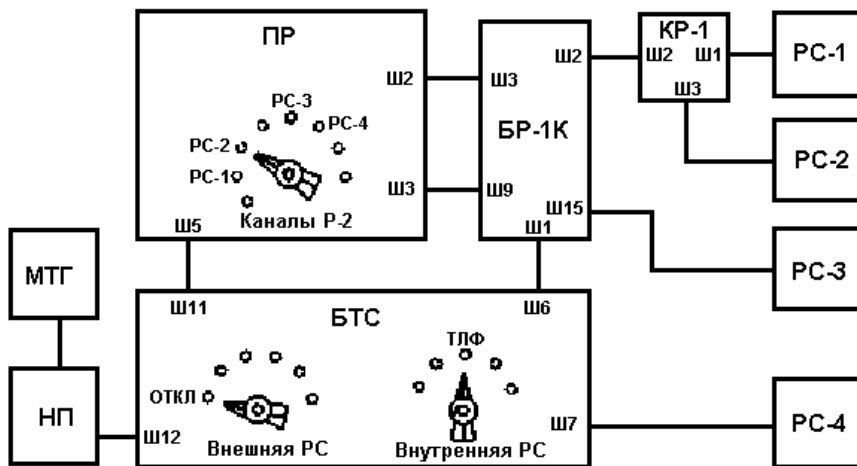 ПР
КР-1
Ш2
Ш3
Ш2
Ш2
Ш1
Ш3
РС-1
РС-3
РС-4
РС-2
РС-1
БР-1К
РС-2
Ш3
Ш9
Ш15
Каналы Р-2
Ш5
Ш1
РС-3
МТГ
Ш11
БТС
Ш6
ТЛФ
ОТКЛ
НП
Ш12
Внешняя РС
Внутренняя РС
Ш7
РС-4